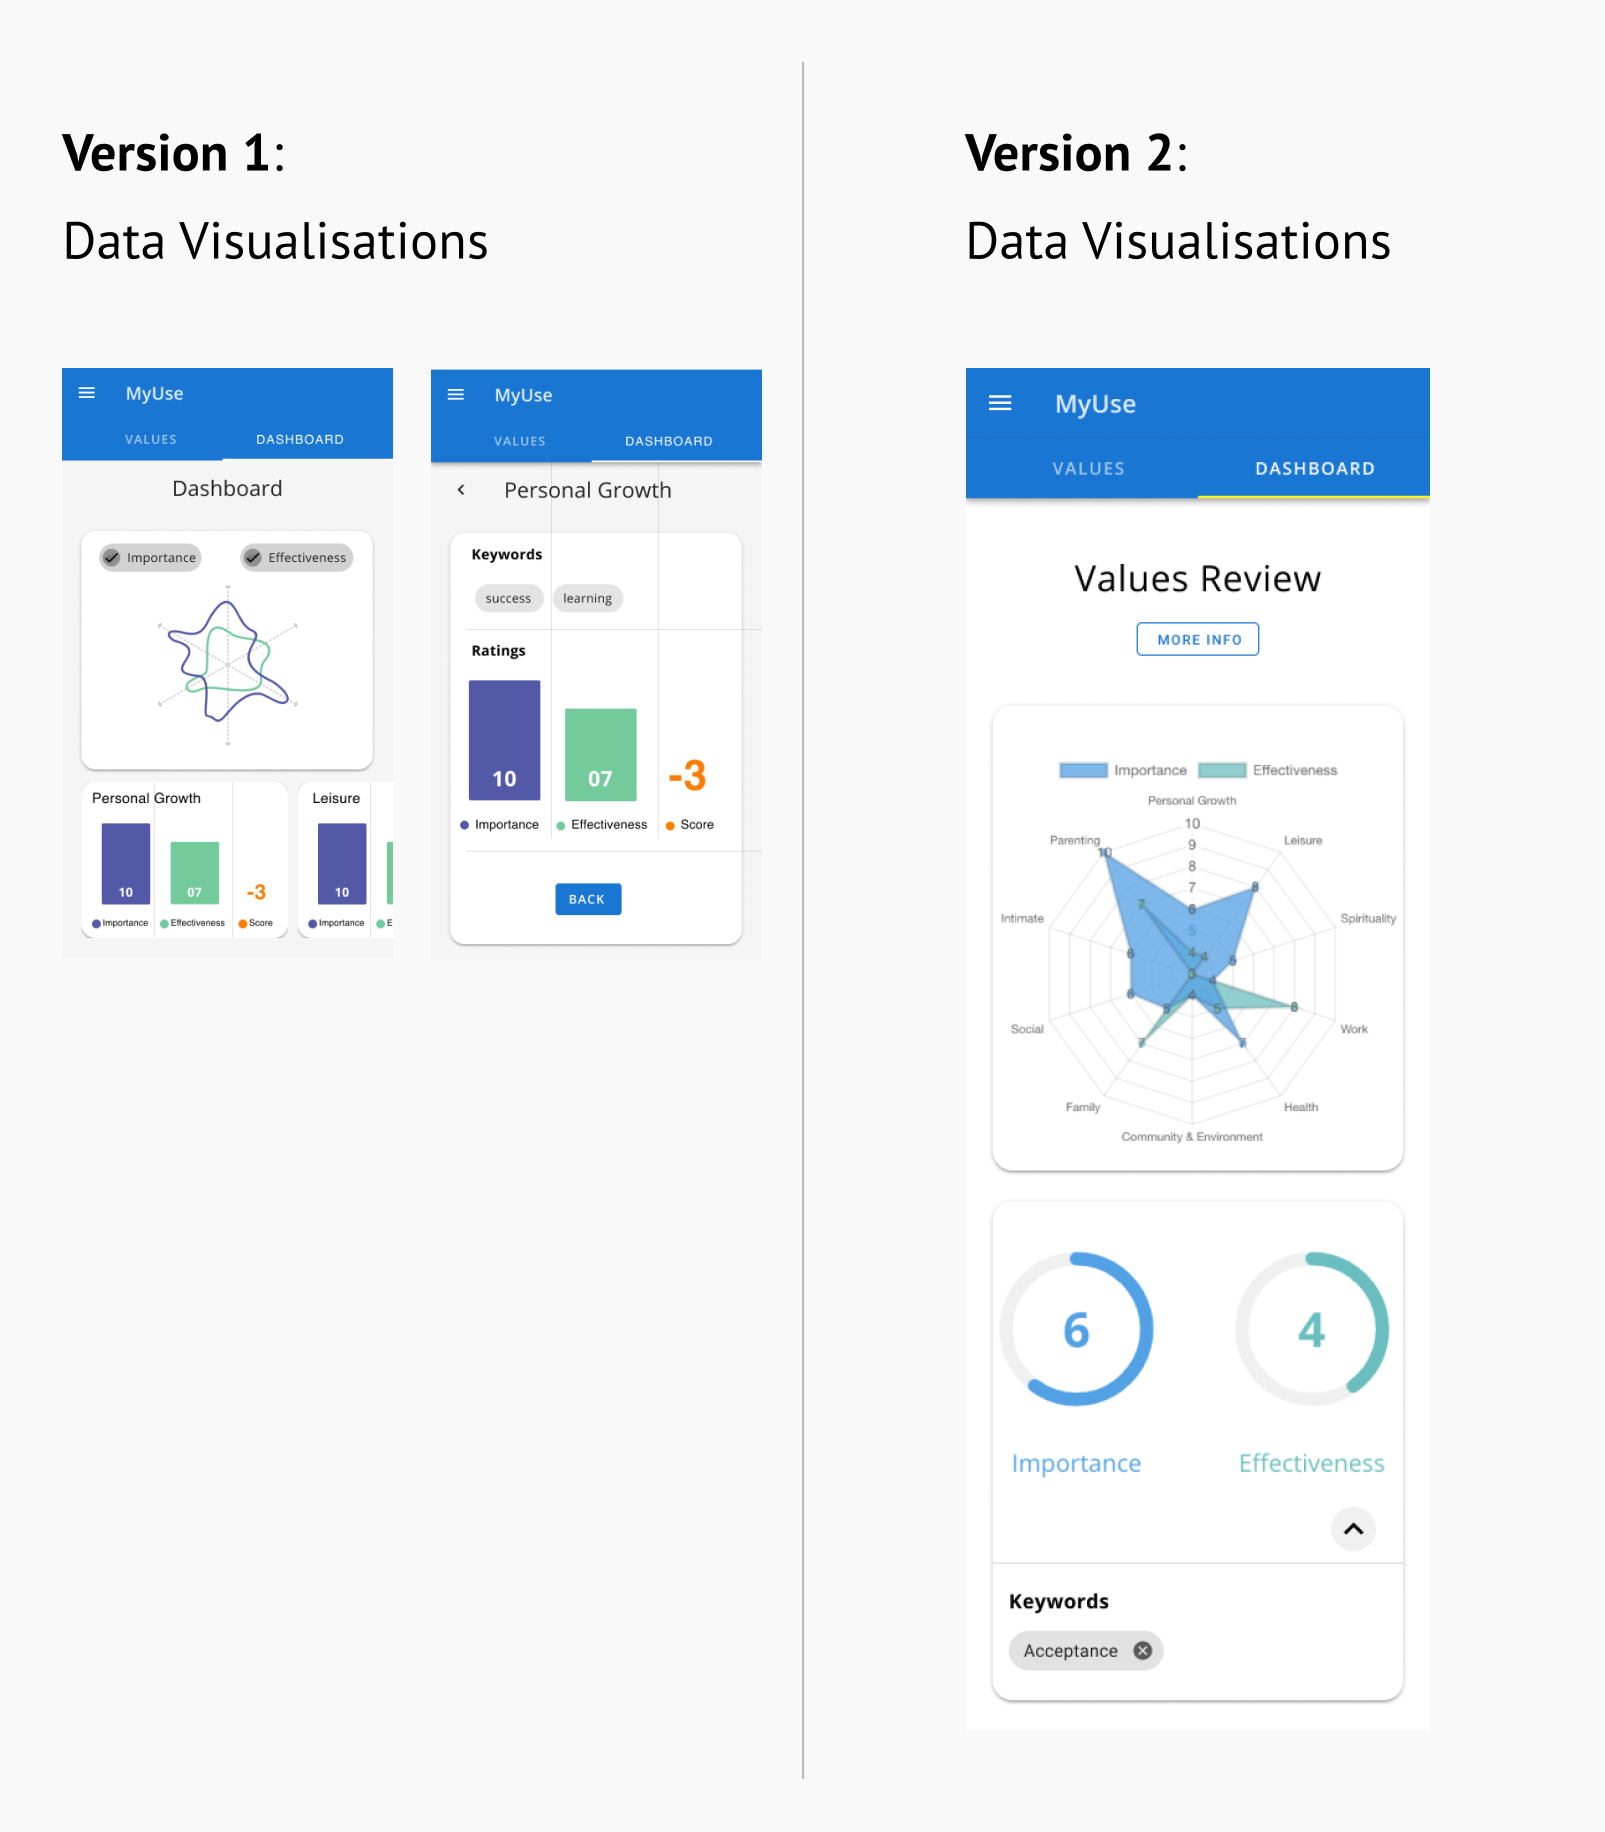 Version 1:
Data Visualisations
MyUse
VALUES DASHBOARD
Dashboard
Importance Effectiveness
Personal Growth
10 07 -3
Importance Effectiveness Score
Leisure
10
Importance E
MyUse
VALUES DASHBOARD
Personal Growth
Keywords
success learning
Ratings
10 07 -3
Importance Effectiveness Score
BACK
Version 2:
Data Visualisations
MyUse
VALUES DASHBOARD
Values Review
MORE INFO
Importance Effectiveness
Personal Growth
10
Parenting Leisure
10 9
8
7 8
7 6
Intimate Spirituality
5
6 4 4 5
3 4
6 4 5 5 8
Social Work
7 7
Family Health
Community & Environment
6 4
Importance Effectiveness
Keywords
Acceptance